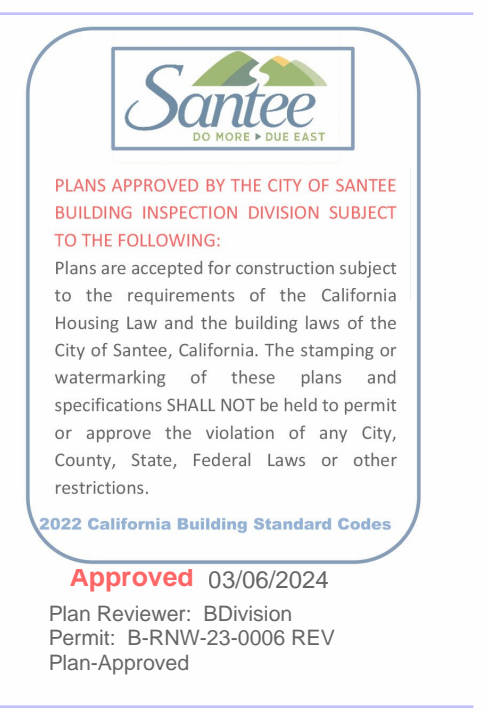 Santee
DO MORE ▶ DUE EAST
PLANS APPROVED BY THE CITY OF SANTEE
BUILDING INSPECTION DIVISION SUBJECT
TO THE FOLLOWING:
Plans are accepted for construction subject
to the requirements of the California
Housing Law and the building laws of the
City of Santee, California. The stamping or
watermarking of these plans and
specifications SHALL NOT be held to permit
or approve the violation of any City,
County, State, Federal Laws or other
restrictions.
2022 California Building Standard Codes
Approved 03/06/2024
Plan Reviewer: BDivision
Permit: B-RNW-23-0006 REV
Plan-Approved